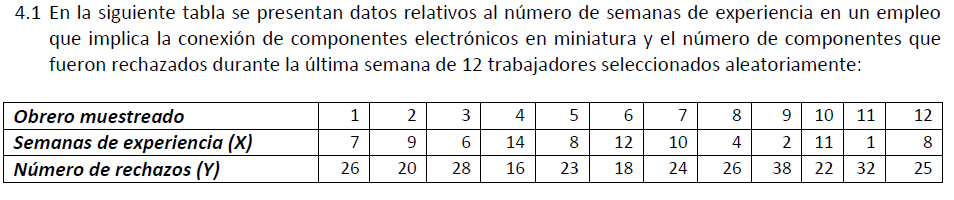 4.1 En la siguiente tabla se presentan datos relativos al número de semanas de experiencia en un empleo
que implica la conexión de componentes electrónicos en miniatura y el número de componentes que
fueron rechazados durante la última semana de 12 trabajadores seleccionados aleatoriamente:
Obrero muestreado 1 2 3 4 5 6 7 8 9 10 11 12
Semanas de experiencia (X) 7 9 6 14 8 12 10 4 2 11 1 8
Número de rechazos (Y) 26 20 28 16 23 18 24 26 38 22 32 25